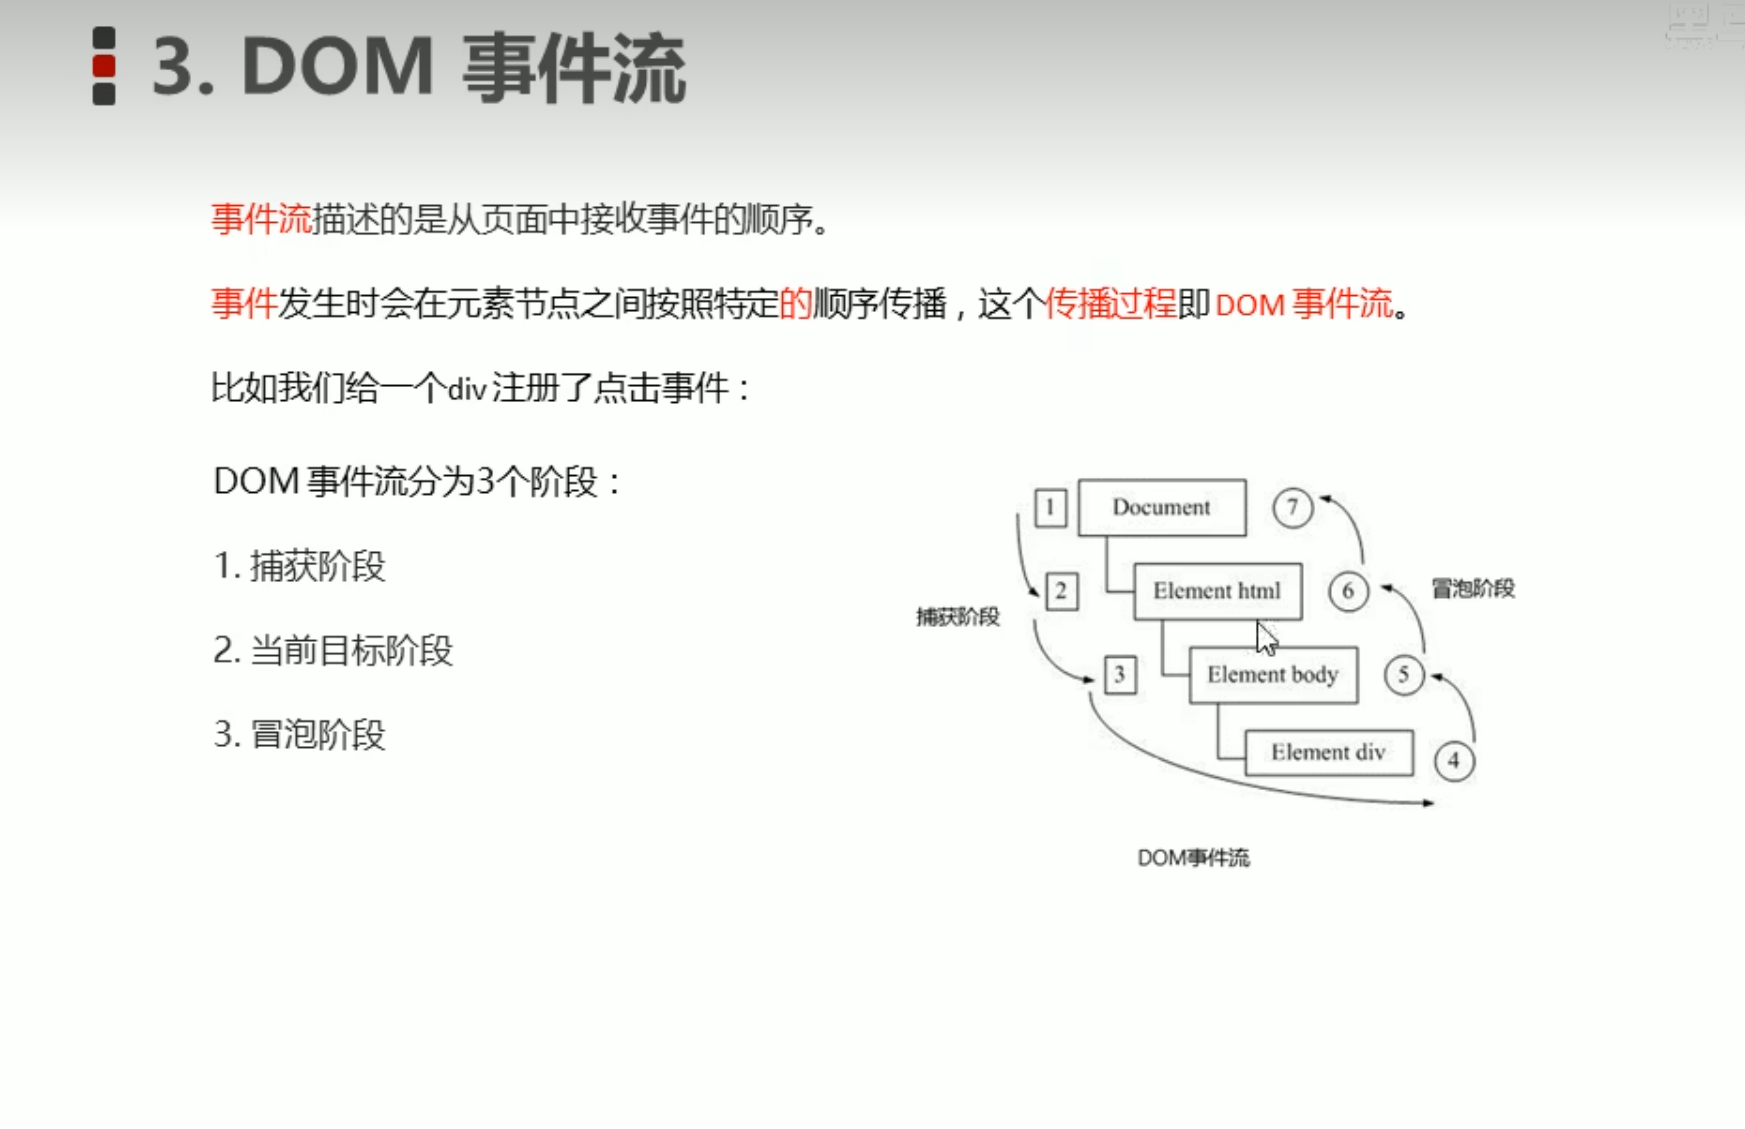 3. DOM 事件流
事件流描述的是从页面中接收事件的顺序。
事件发生时会在元素节点之间按照特定的顺序传播，这个传播过程即DOM 事件流。
比如我们给一个div 注册了点击事件：
DOM 事件流分为3个阶段：
1. 捕获阶段
2. 当前目标阶段
3. 冒泡阶段
1 Document 7
2 Element html 6
冒泡阶段
捕获阶段
3 Element body 5
Element div 4
DOM事件流